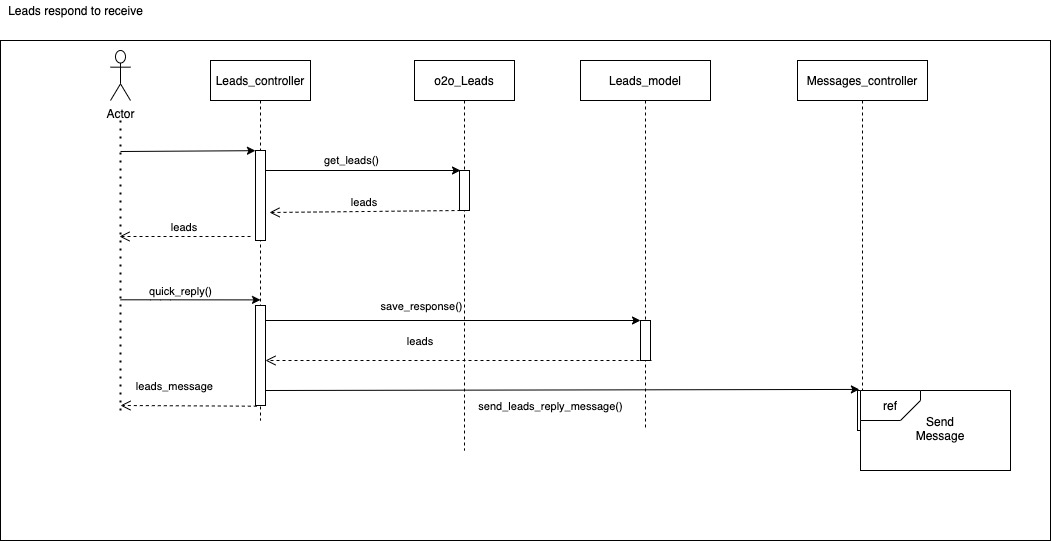 Leads respond to receive
Actor
Leads_controller
o2o_Leads
Leads_model
Messages_controller
get_leads()
leads
leads
quick_reply()
save_response()
leads
leads_message
send_leads_reply_message()
ref
Send
Message